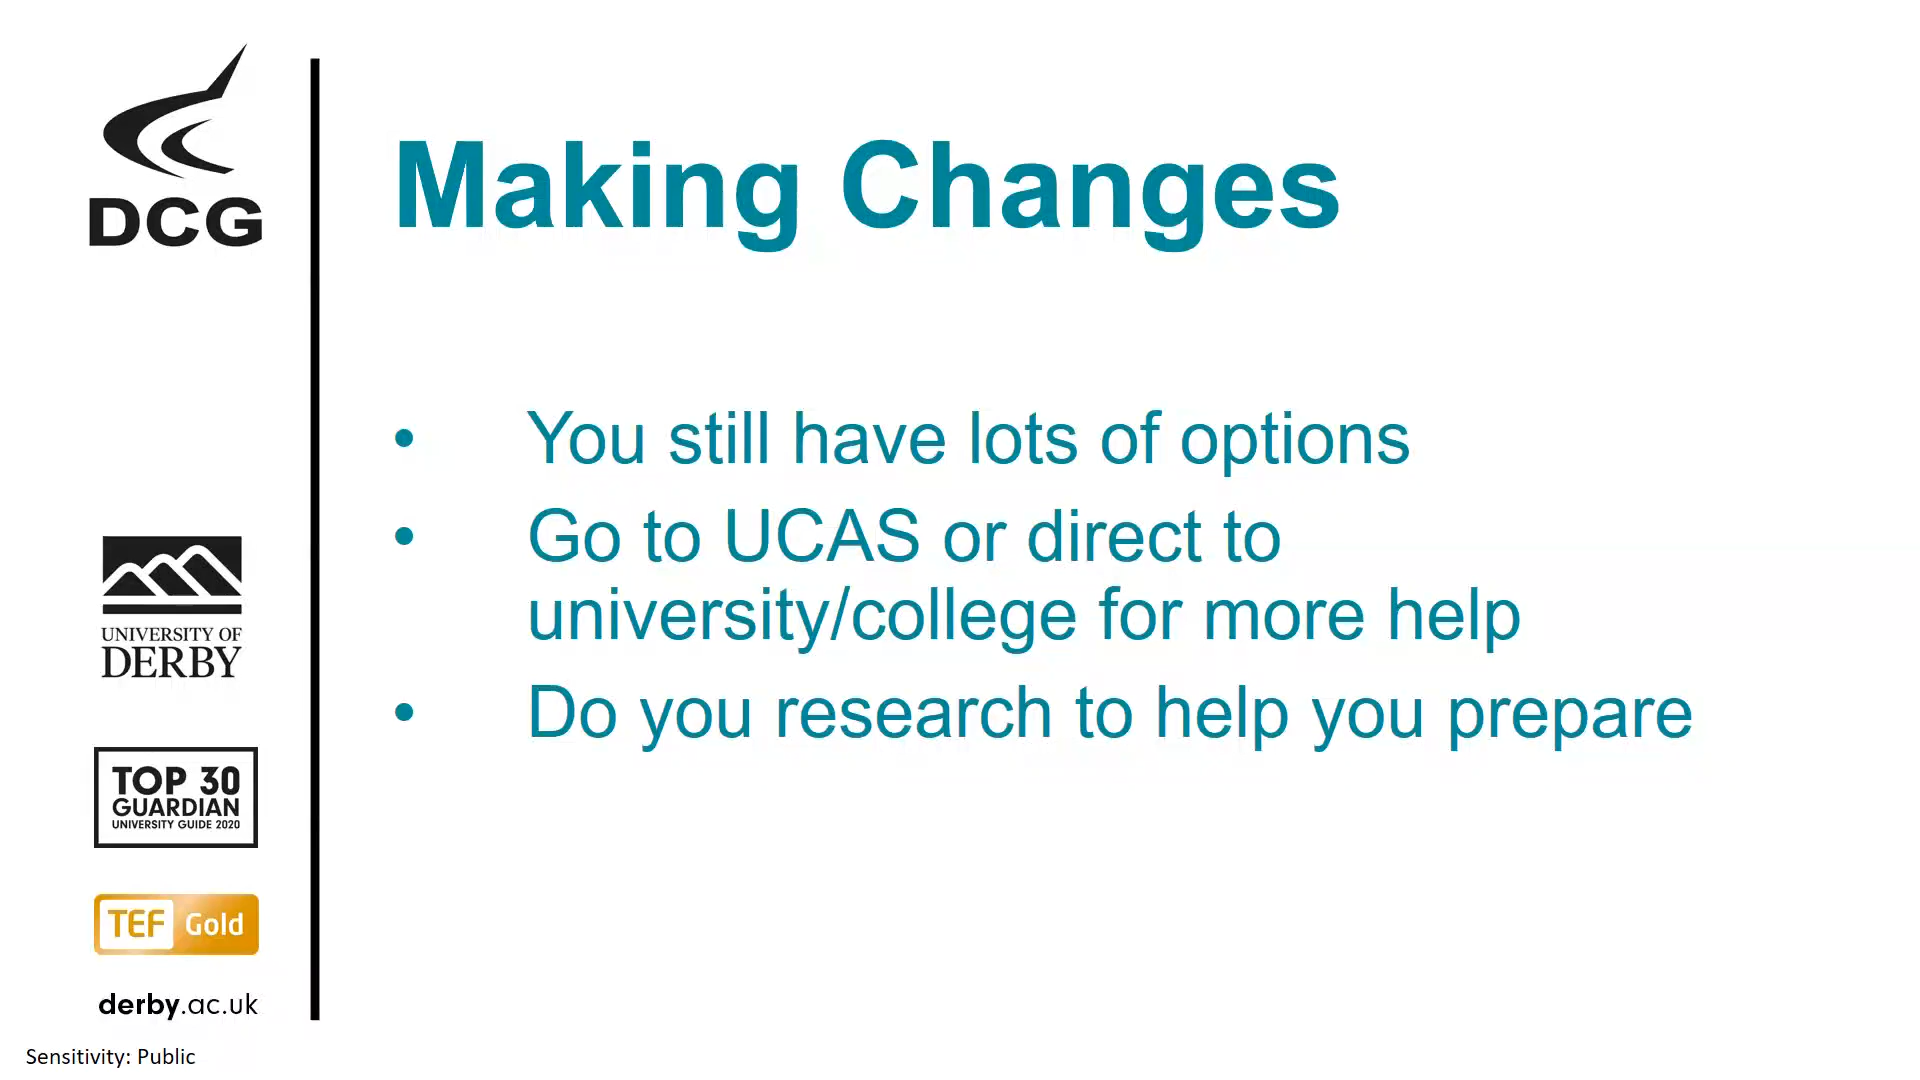 DCG
Making Changes
• You still have lots of options
• Go to UCAS or direct to
university/college for more help
• Do you research to help you prepare
UNIVERSITY OF
DERBY
TOP 30
GUARDIAN
UNIVERSITY GUIDE 2020
TEF Gold
derby.ac.uk
Sensitivity: Public